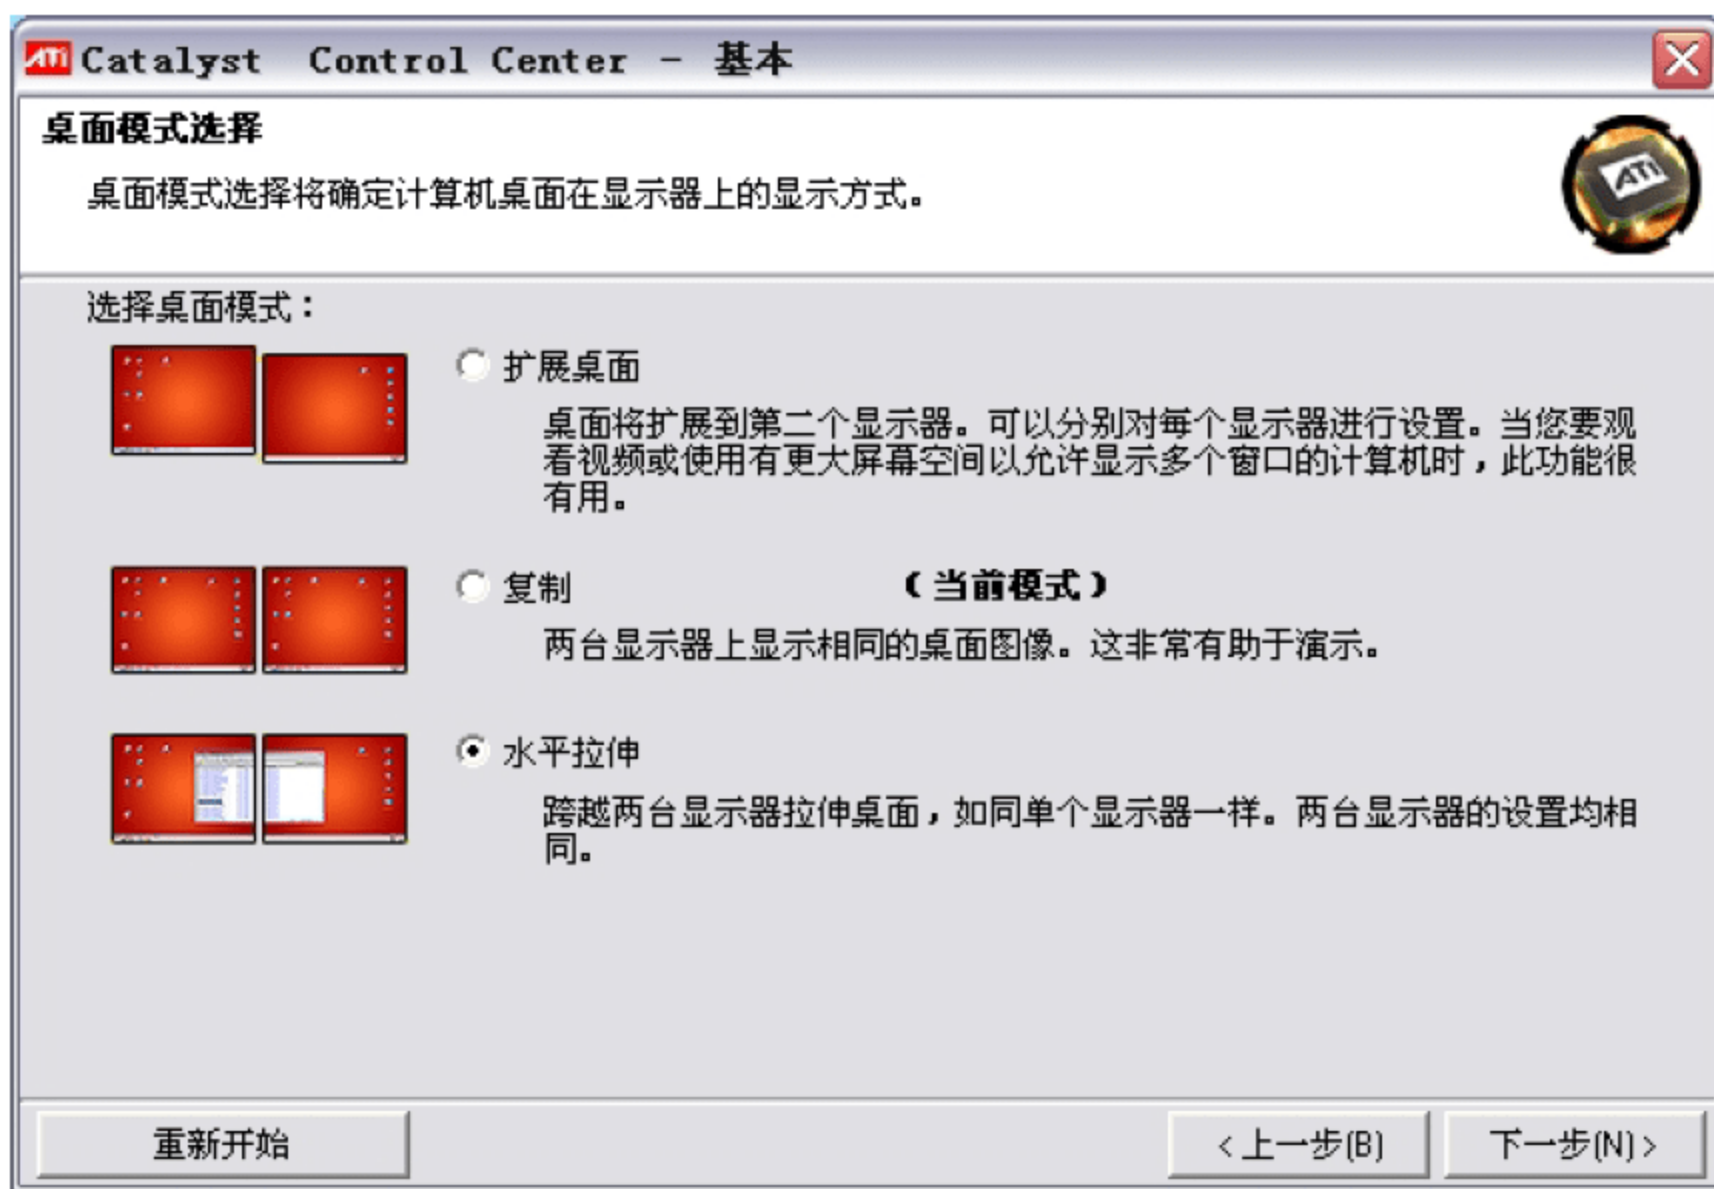 ATI Catalyst Control Center - 基本
桌面模式选择
桌面模式选择将确定计算机桌面在显示器上的显示方式。
ATI
选择桌面模式：
扩展桌面
桌面将扩展到第二个显示器。可以分别对每个显示器进行设置。当您要观
看视频或使用有更大屏幕空间以允许显示多个窗口的计算机时，此功能很
有用。
复制 （当前模式）
两台显示器上显示相同的桌面图像。这非常有助于演示。
水平拉伸
跨越两台显示器拉伸桌面，如同单个显示器一样。两台显示器的设置均相
同。
重新开始 <上一步(B) 下一步(N)>